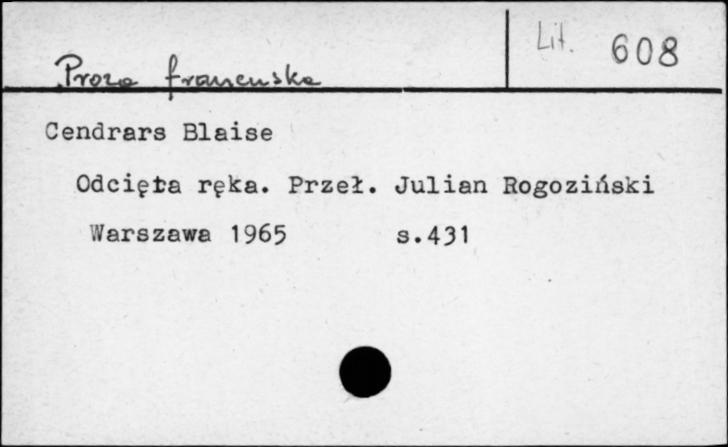 Lit. 608
Proza francuska
Cendrars Blaise
Odcięta ręka. Przeł. Julian Rogoziński
Warszawa 1965 s.431